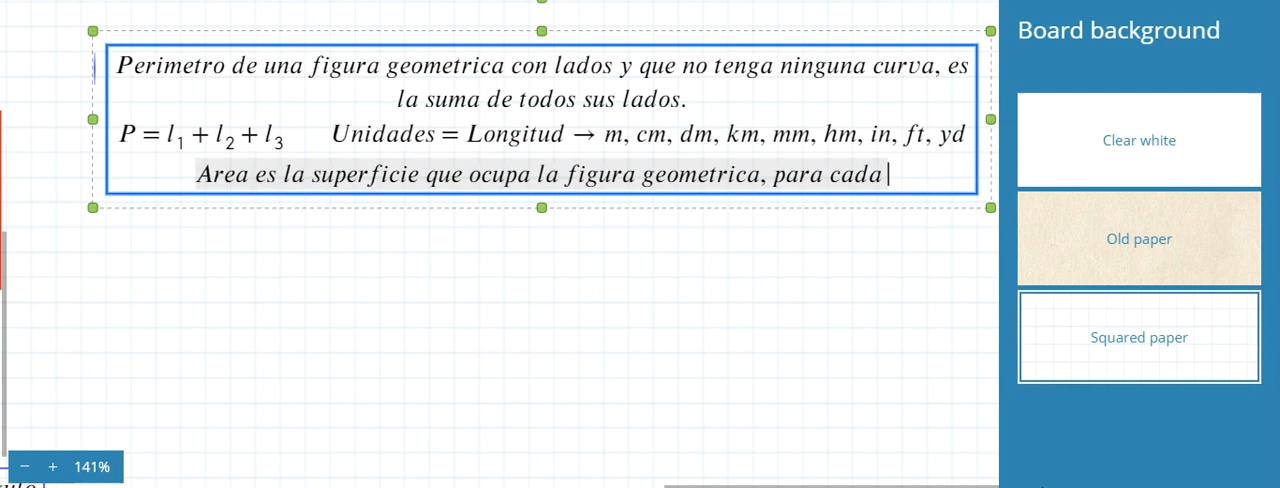 Perimetro de una figura geometrica con lados y que no tenga ninguna curva, es
la suma de todos sus lados.
P = l₁ + l₂ + l₃ Unidades = Longitud → m, cm, dm, km, mm, hm, in, ft, yd
Area es la superficie que ocupa la figura geometrica, para cada
− + 141%
Board background
Clear white
Old paper
Squared paper